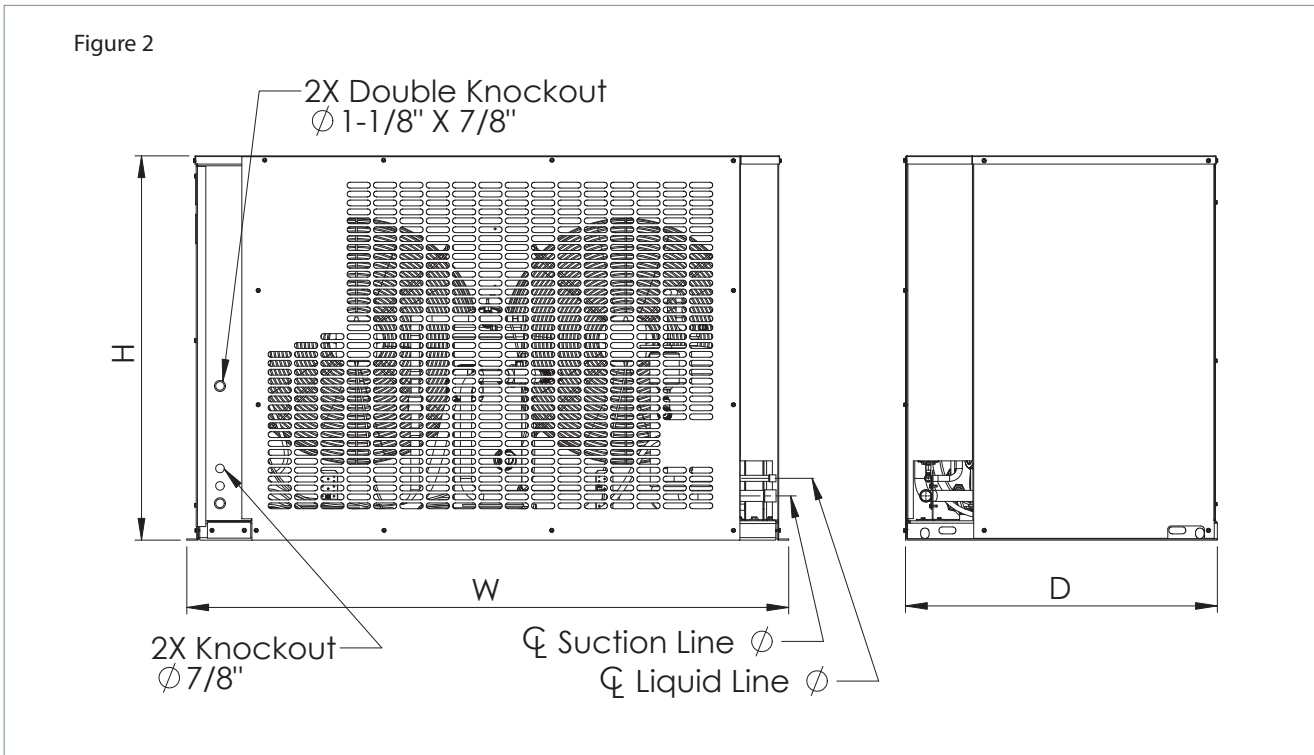 Figure 2
2X Double Knockout
∅ 1-1/8" X 7/8"
H
W
D
2X Knockout
∅ 7/8"
℄ Suction Line ∅
℄ Liquid Line ∅